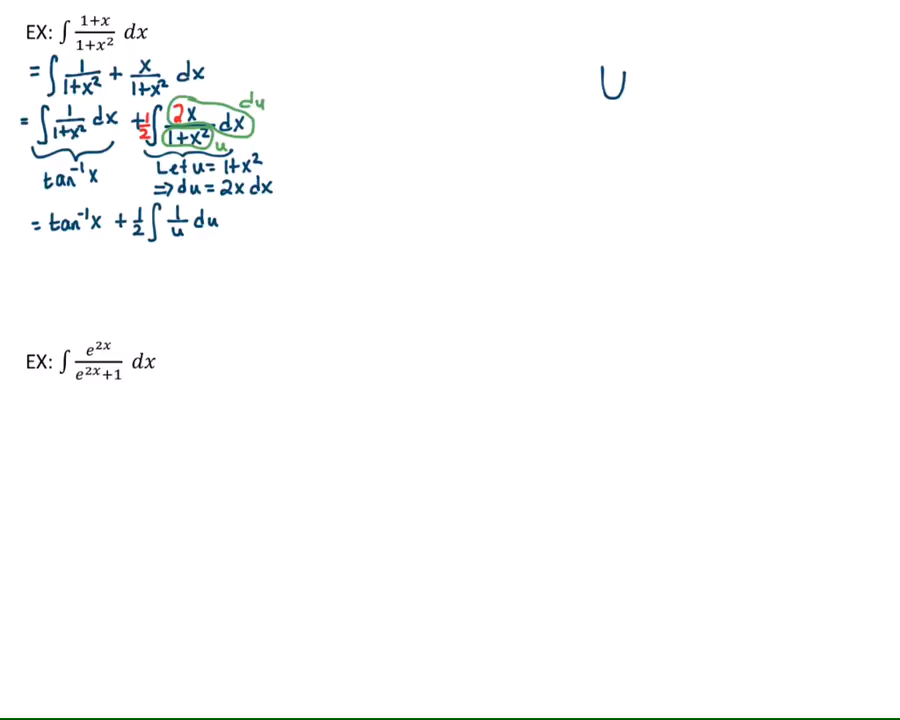 EX: ∫ (1+x)/(1+x²) dx
= ∫ 1/(1+x²) + x/(1+x²) dx
= ∫ 1/(1+x²) dx + 1/2 ∫ 2x/(1+x²) dx du u
tan⁻¹x Let u = 1+x²
⇒ du = 2x dx
= tan⁻¹x + 1/2 ∫ 1/u du
U
EX: ∫ e²ˣ/(e²ˣ+1) dx